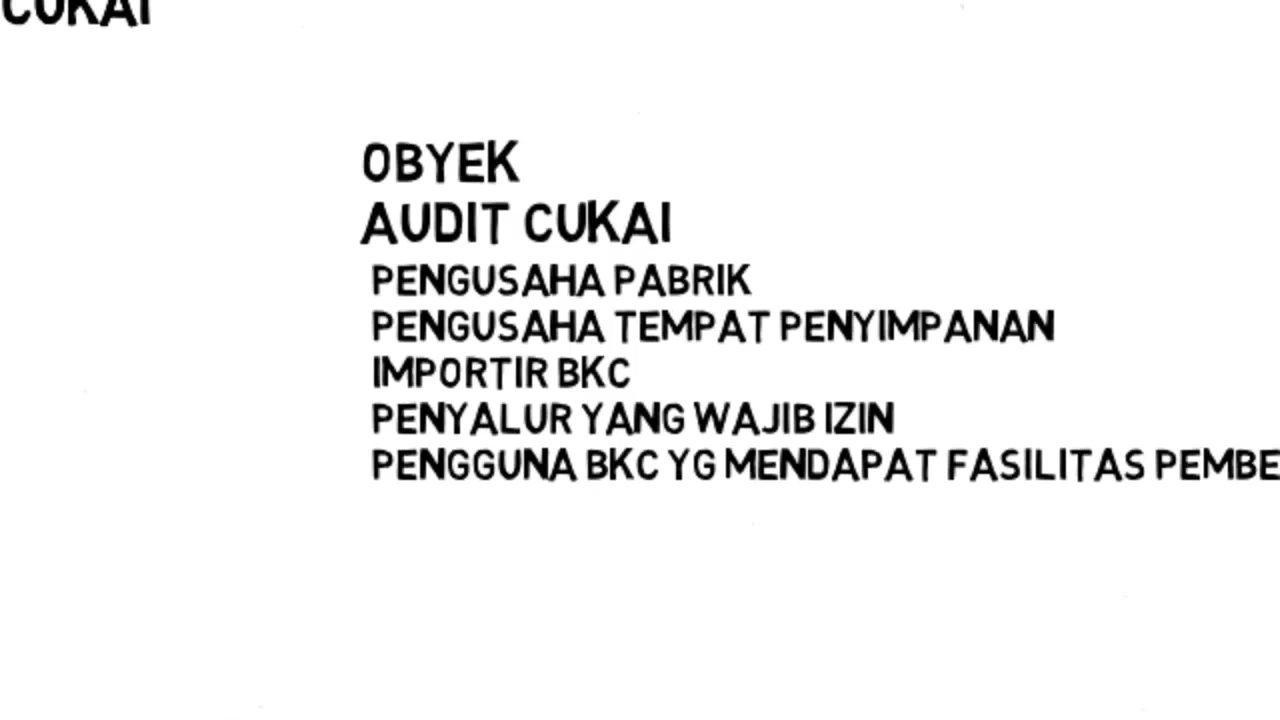 CUKAI
OBYEK
AUDIT CUKAI
PENGUSAHA PABRIK
PENGUSAHA TEMPAT PENYIMPANAN
IMPORTIR BKC
PENYALUR YANG WAJIB IZIN
PENGGUNA BKC YG MENDAPAT FASILITAS PEMBE